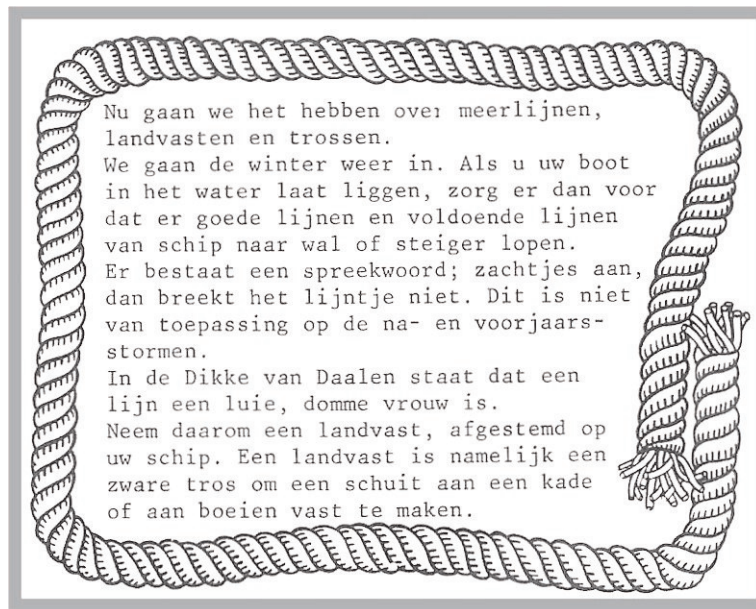 Nu gaan we het hebben over meerlijnen,
landvasten en trossen.
We gaan de winter weer in. Als u uw boot
in het water laat liggen, zorg er dan voor
dat er goede lijnen en voldoende lijnen
van schip naar wal of steiger lopen.
Er bestaat een spreekwoord; zachtjes aan,
dan breekt het lijntje niet. Dit is niet
van toepassing op de na- en voorjaars-
stormen.
In de Dikke van Daalen staat dat een
lijn een luie, domme vrouw is.
Neem daarom een landvast, afgestemd op
uw schip. Een landvast is namelijk een
zware tros om een schuit aan een kade
of aan boeien vast te maken.